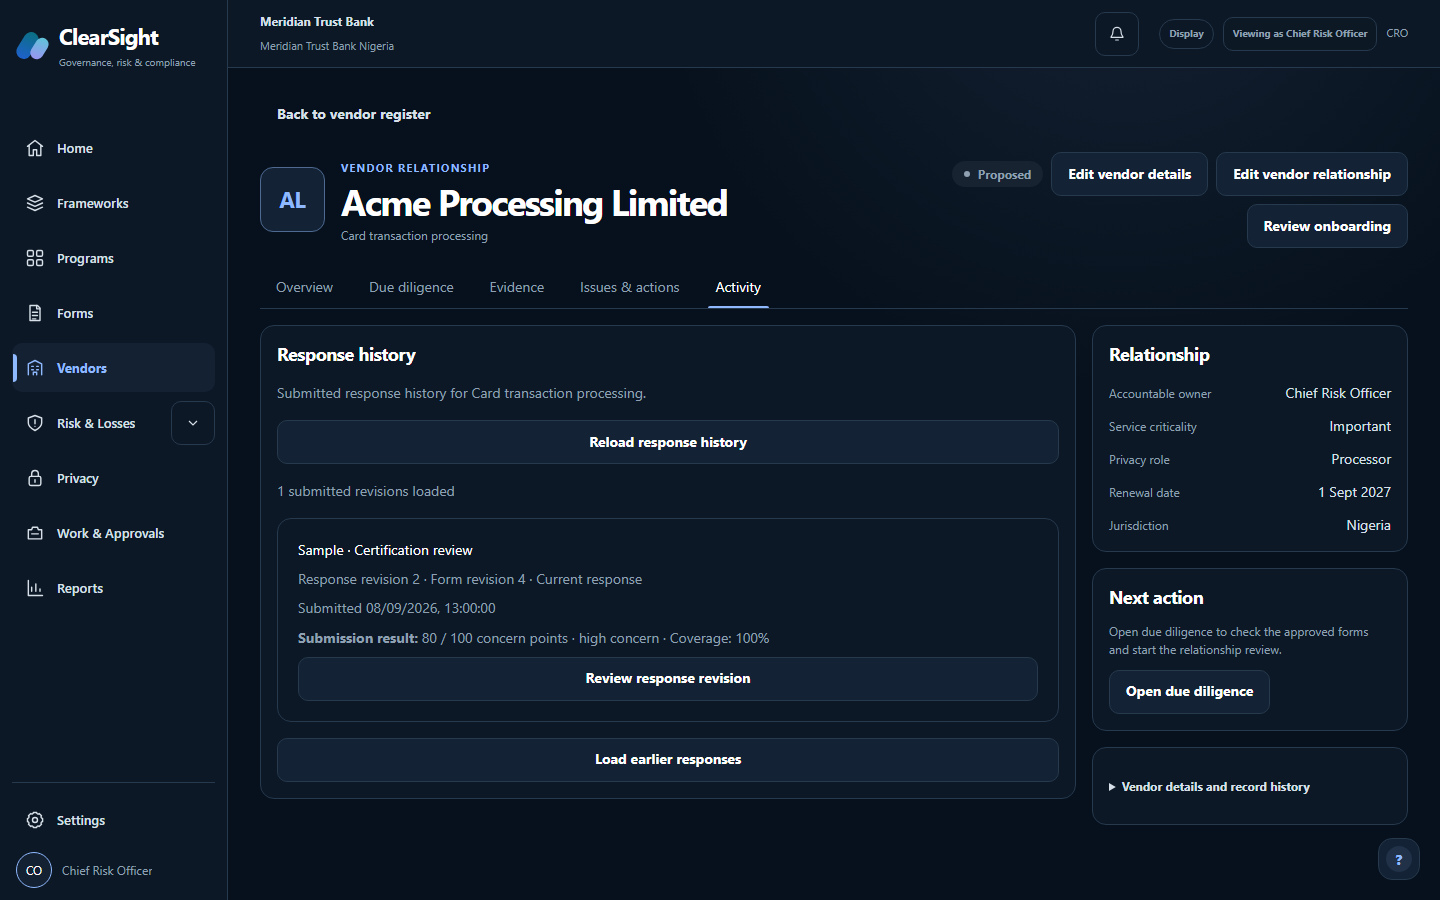 ClearSight
Governance, risk & compliance
Home
Frameworks
Programs
Forms
Vendors
Risk & Losses
Privacy
Work & Approvals
Reports
Settings
CO
Chief Risk Officer
Meridian Trust Bank
Meridian Trust Bank Nigeria
Display
Viewing as Chief Risk Officer
CRO
Back to vendor register
AL
VENDOR RELATIONSHIP
Acme Processing Limited
Card transaction processing
Proposed
Edit vendor details
Edit vendor relationship
Review onboarding
Overview
Due diligence
Evidence
Issues & actions
Activity
Response history
Submitted response history for Card transaction processing.
Reload response history
1 submitted revisions loaded
Sample · Certification review
Response revision 2 · Form revision 4 · Current response
Submitted 08/09/2026, 13:00:00
Submission result: 80 / 100 concern points · high concern · Coverage: 100%
Review response revision
Load earlier responses
Relationship
Accountable owner Chief Risk Officer
Service criticality Important
Privacy role Processor
Renewal date 1 Sept 2027
Jurisdiction Nigeria
Next action
Open due diligence to check the approved forms
and start the relationship review.
Open due diligence
Vendor details and record history
?